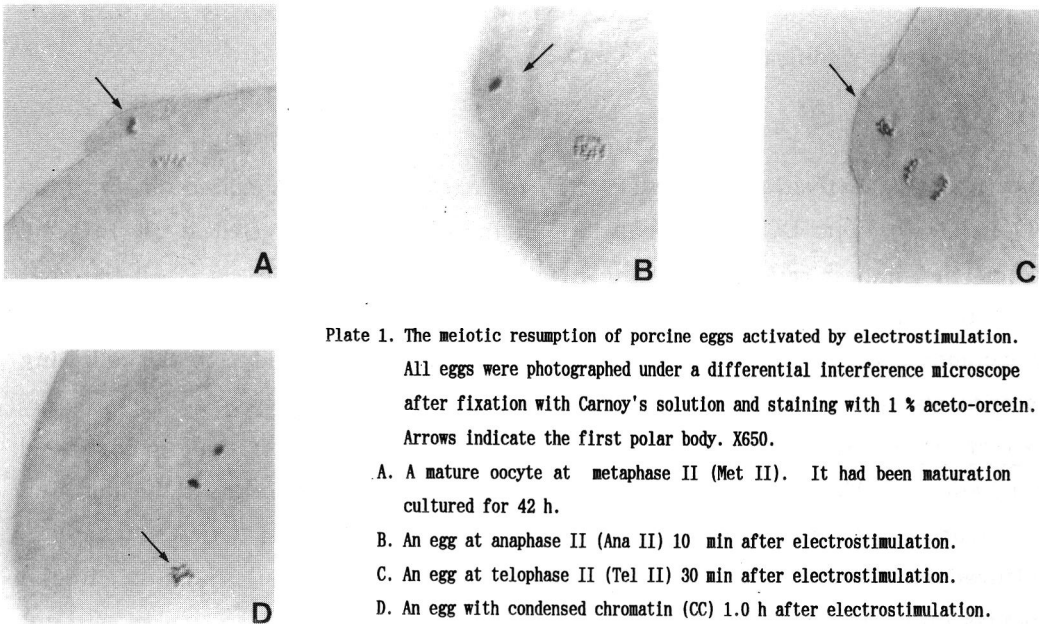 A
B
C
Plate 1. The meiotic resumption of porcine eggs activated by electrostimulation.
All eggs were photographed under a differential interference microscope
after fixation with Carnoy's solution and staining with 1 % aceto-orcein.
Arrows indicate the first polar body. X650.
A. A mature oocyte at metaphase II (Met II). It had been maturation
cultured for 42 h.
B. An egg at anaphase II (Ana II) 10 min after electrostimulation.
C. An egg at telophase II (Tel II) 30 min after electrostimulation.
D. An egg with condensed chromatin (CC) 1.0 h after electrostimulation.
D